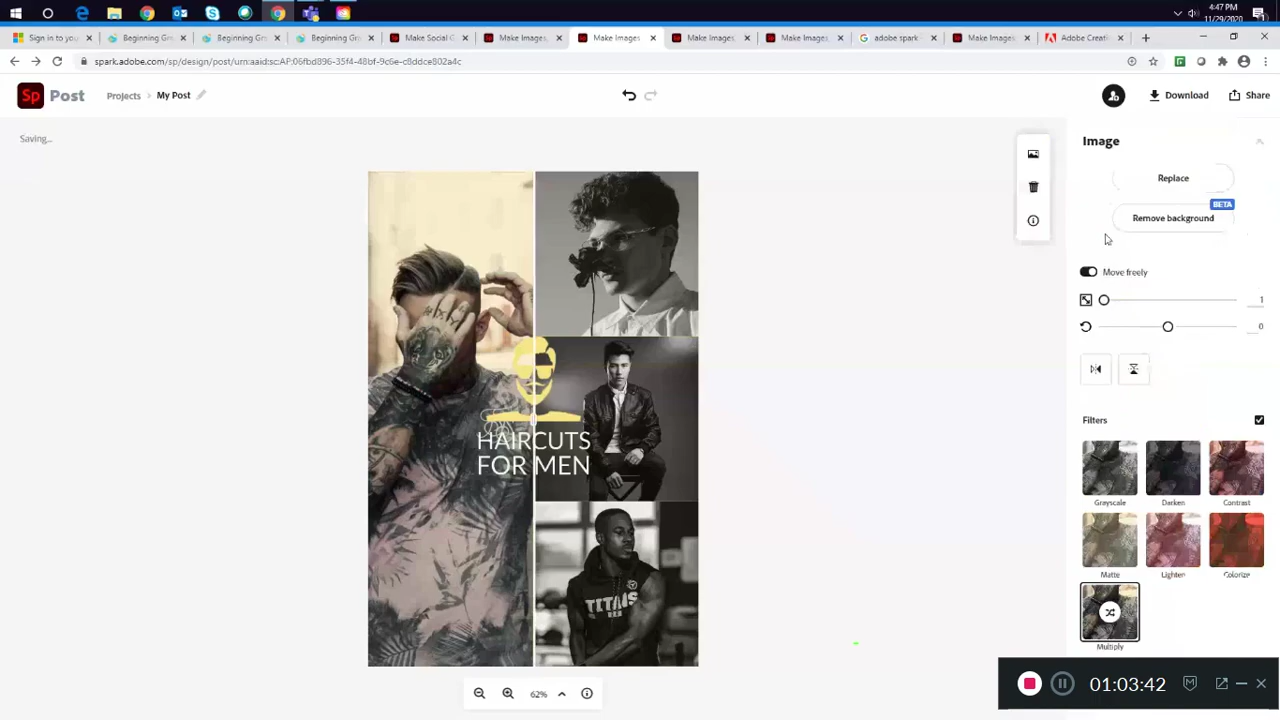 4:47 PM
11/29/2020
Sign in to you
Beginning Gr
Beginning Gr
Beginning Gr
Make Social G
Make Images,
Make Images
Make Images,
Make Images,
adobe spark
Make Images
Adobe Creati
spark.adobe.com/sp/design/post/urn:aaid:sc:AP:06fbd896-35f4-48bf-9c6e-c8ddce802a4c
Sp Post
Projects > My Post
Download
Share
Saving...
Image
Replace
BETA
Remove background
Move freely
1
0
HAIRCUTS
FOR MEN
TITANS
Filters
Grayscale
Darken
Contrast
Matte
Lighten
Colorize
Multiply
62%
01:03:42